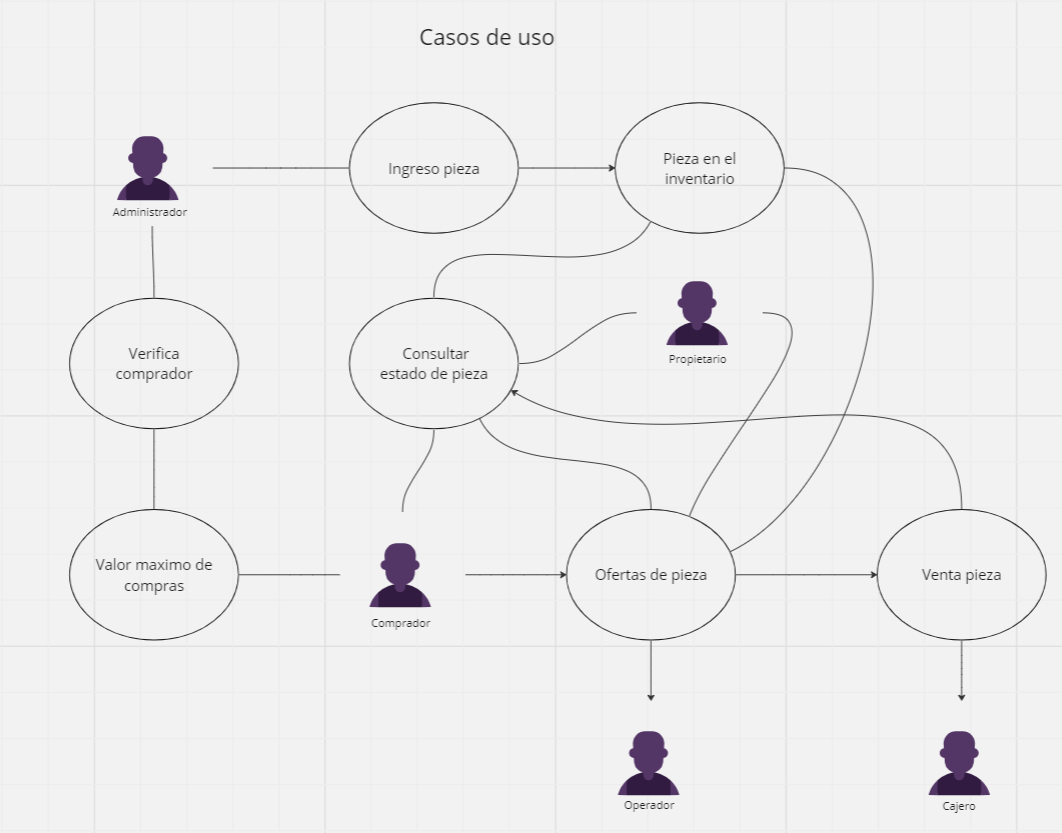 Casos de uso
Ingreso pieza
Pieza en el
inventario
Administrador
Verifica
comprador
Consultar
estado de pieza
Propietario
Valor maximo de
compras
Comprador
Ofertas de pieza
Venta pieza
Operador
Cajero